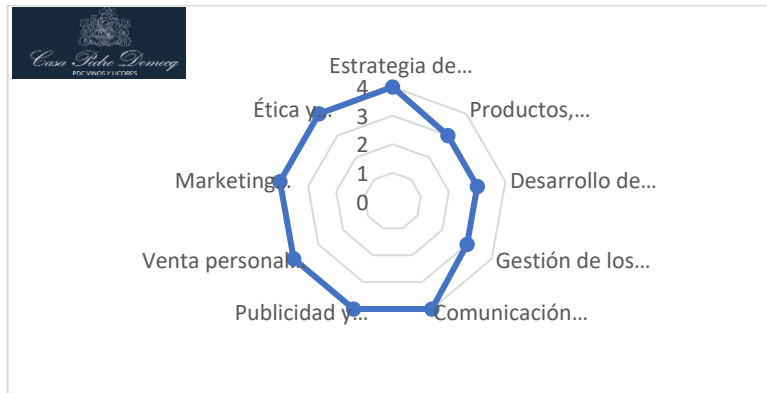 Casa Pedro Domecq
PDC VINOS Y LICORES
Estrategia de...
4
3
2
1
0
Productos,...
Desarrollo de...
Gestión de los...
Comunicación...
Publicidad y...
Venta personal...
Marketing...
Ética y...